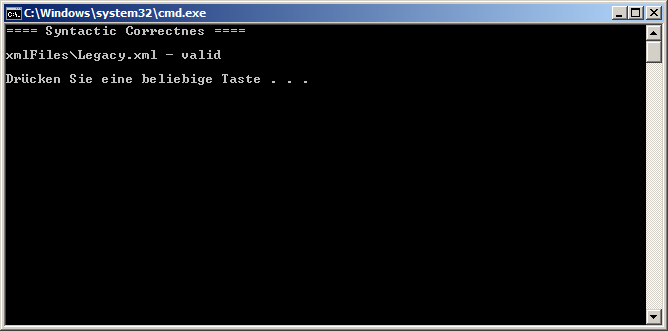 C:\Windows\system32\cmd.exe
==== Syntactic Correctnes ====
xmlFiles\Legacy.xml - valid
Drücken Sie eine beliebige Taste . . .